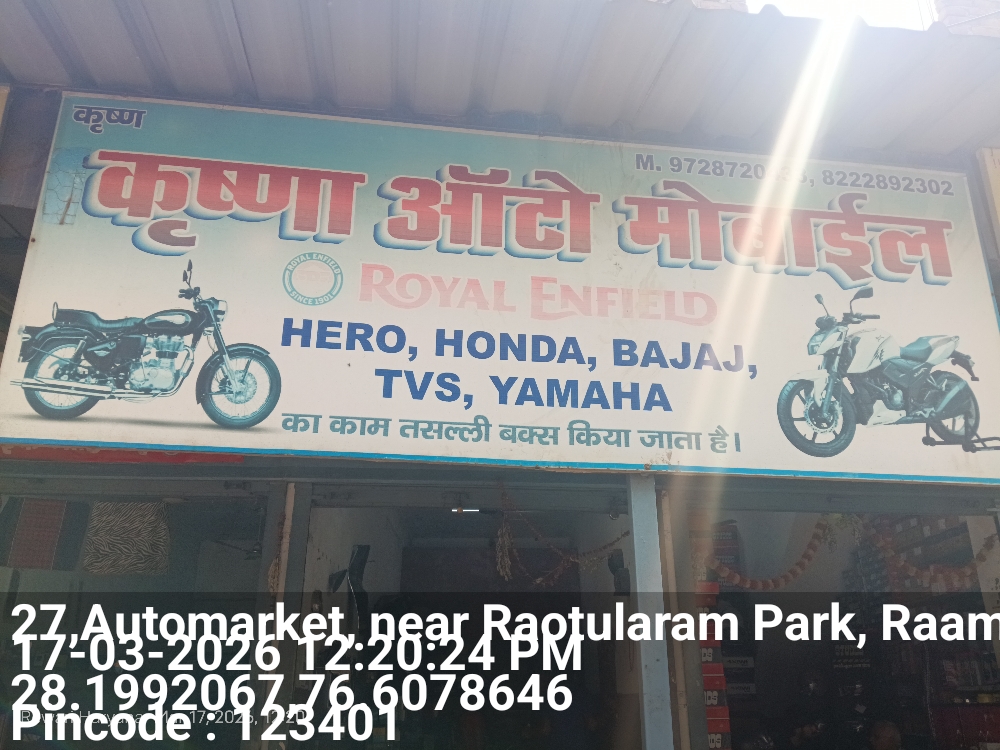 कृष्ण
M. 9728720, 8222892302
कृष्णा ऑटो मोबाईल
ROYAL ENFIELD SINCE 1901
ROYAL ENFIELD
HERO, HONDA, BAJAJ,
TVS, YAMAHA
का काम तसल्ली बक्स किया जाता है।
27,Automarket, near Raotularam Park, Raam
17-03-2026 12:20:24 PM
28.1992067,76.6078646
Pincode : 123401